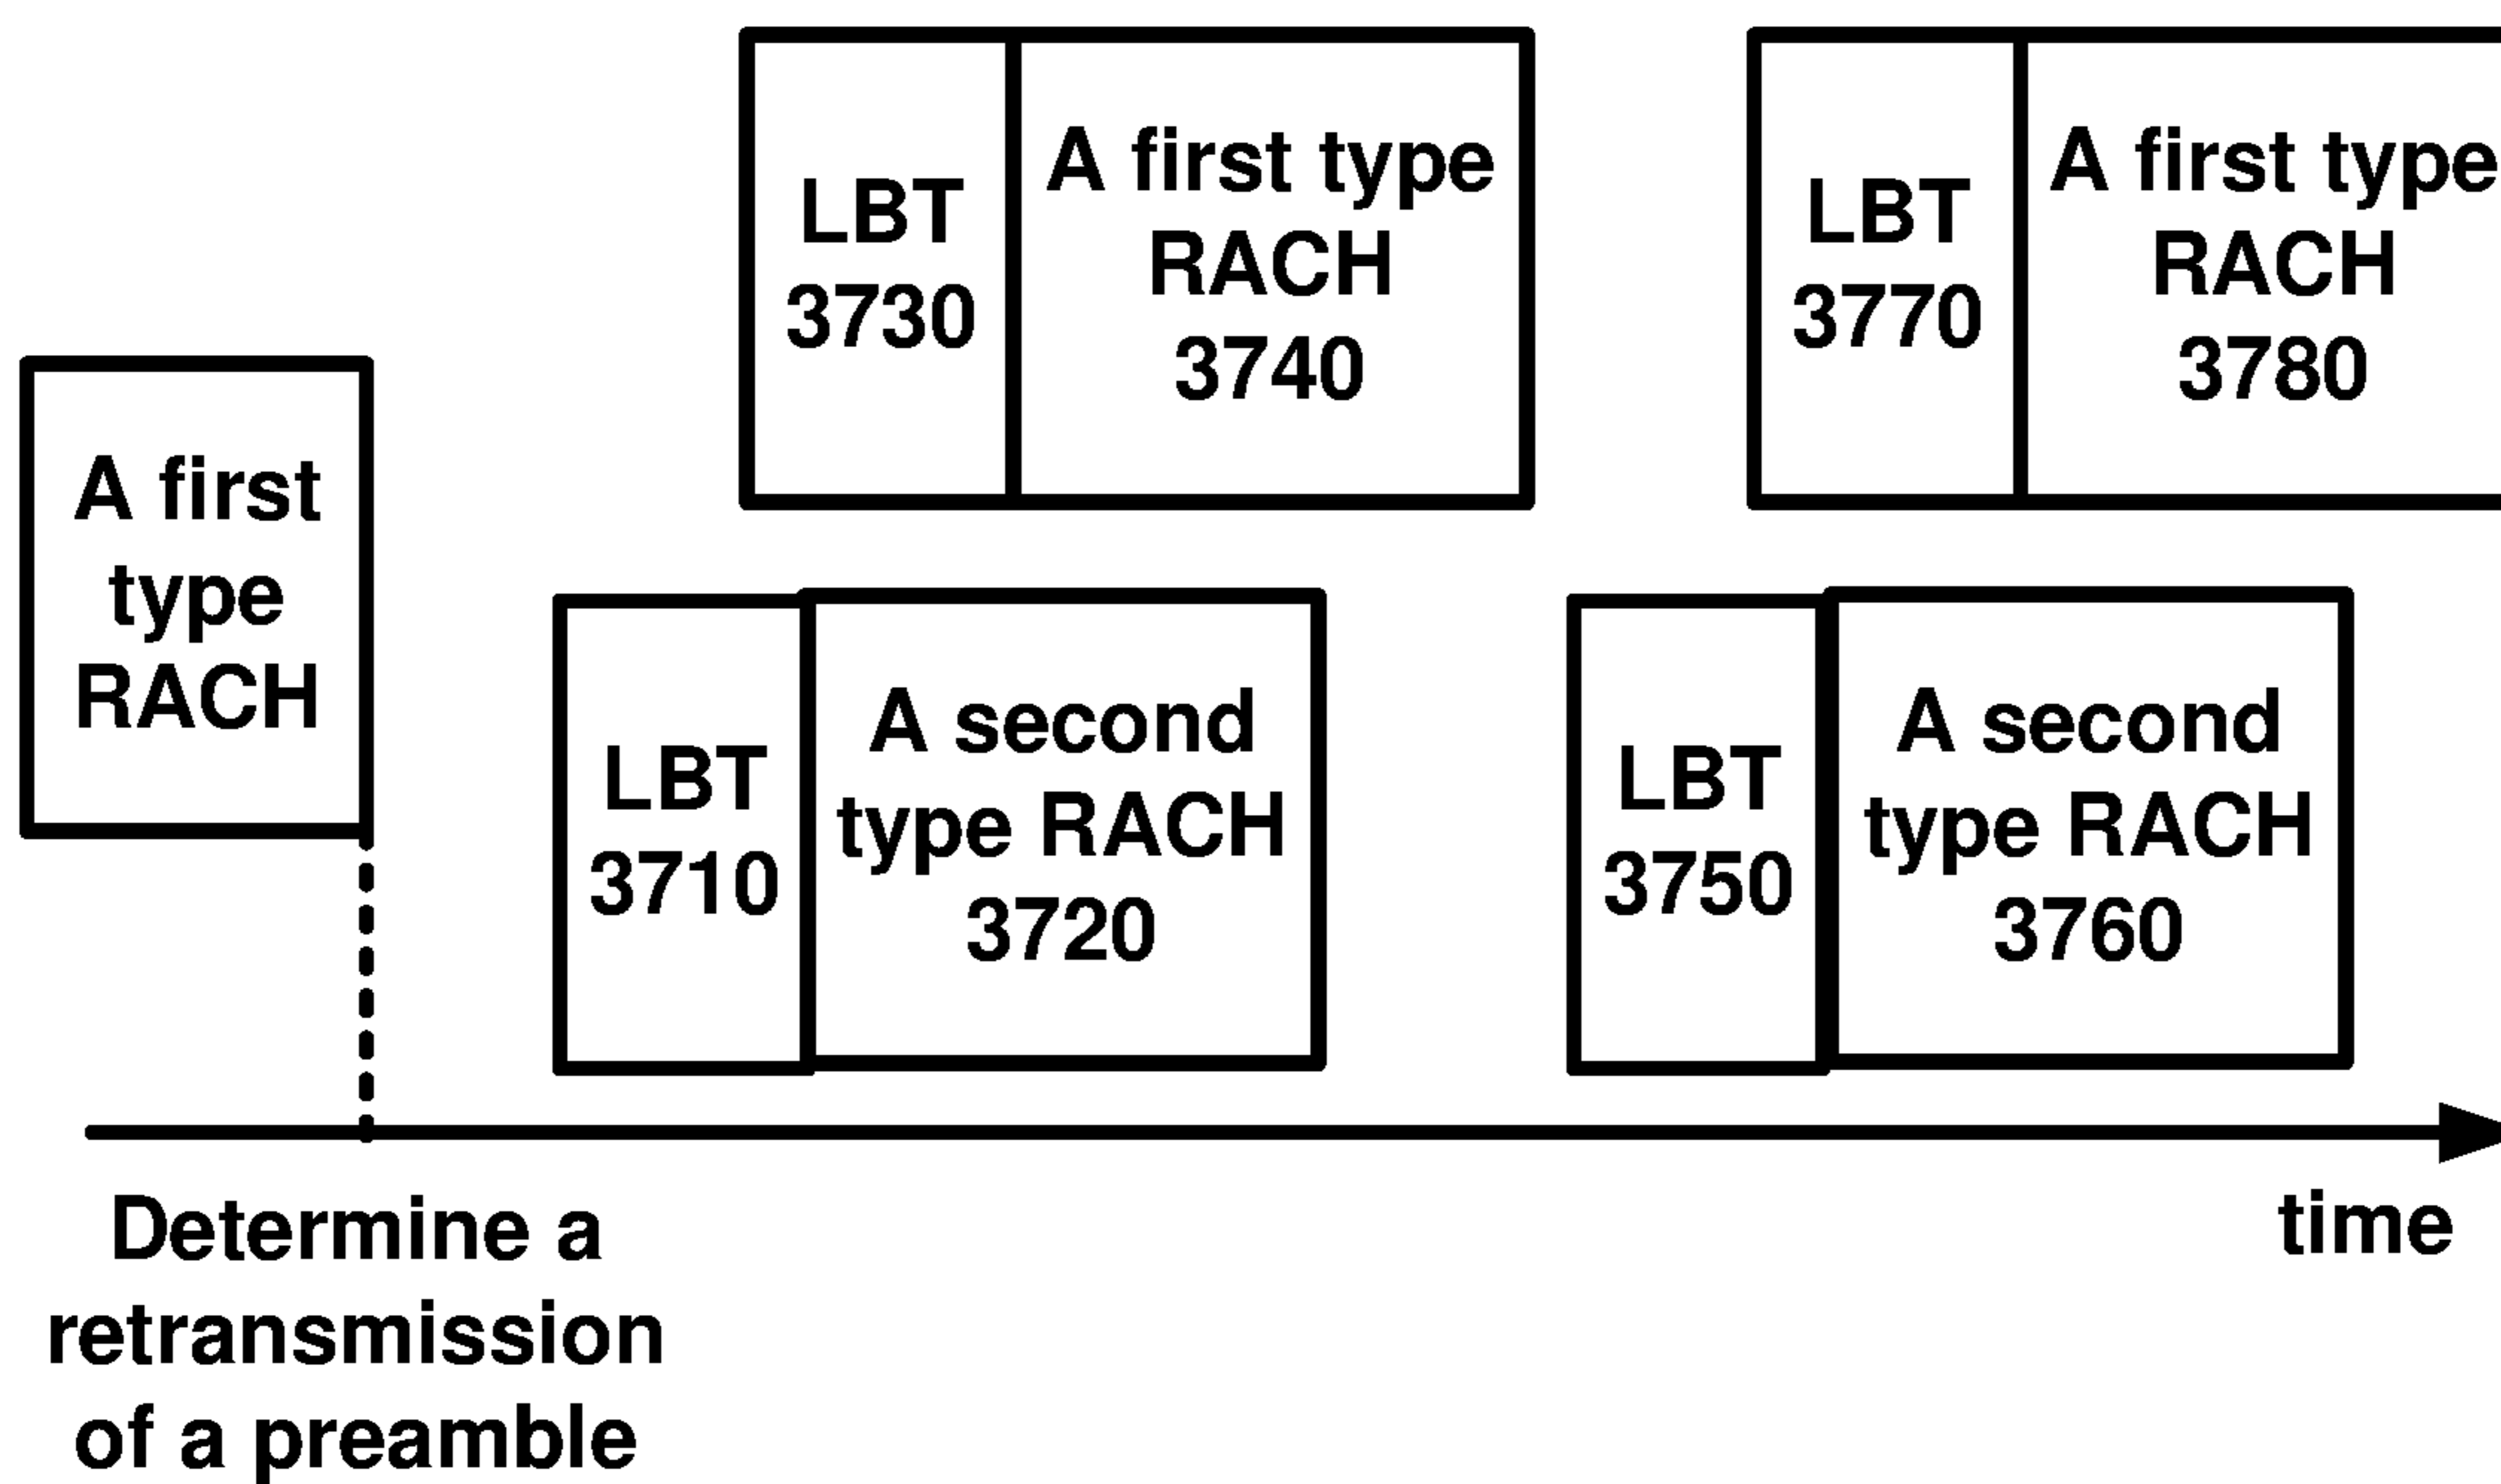 LBT
3730
A first type
RACH
3740
LBT
3770
A first type
RACH
3780
A first
type
RACH
LBT
3710
A second
type RACH
3720
LBT
3750
A second
type RACH
3760
Determine a
retransmission
of a preamble
time